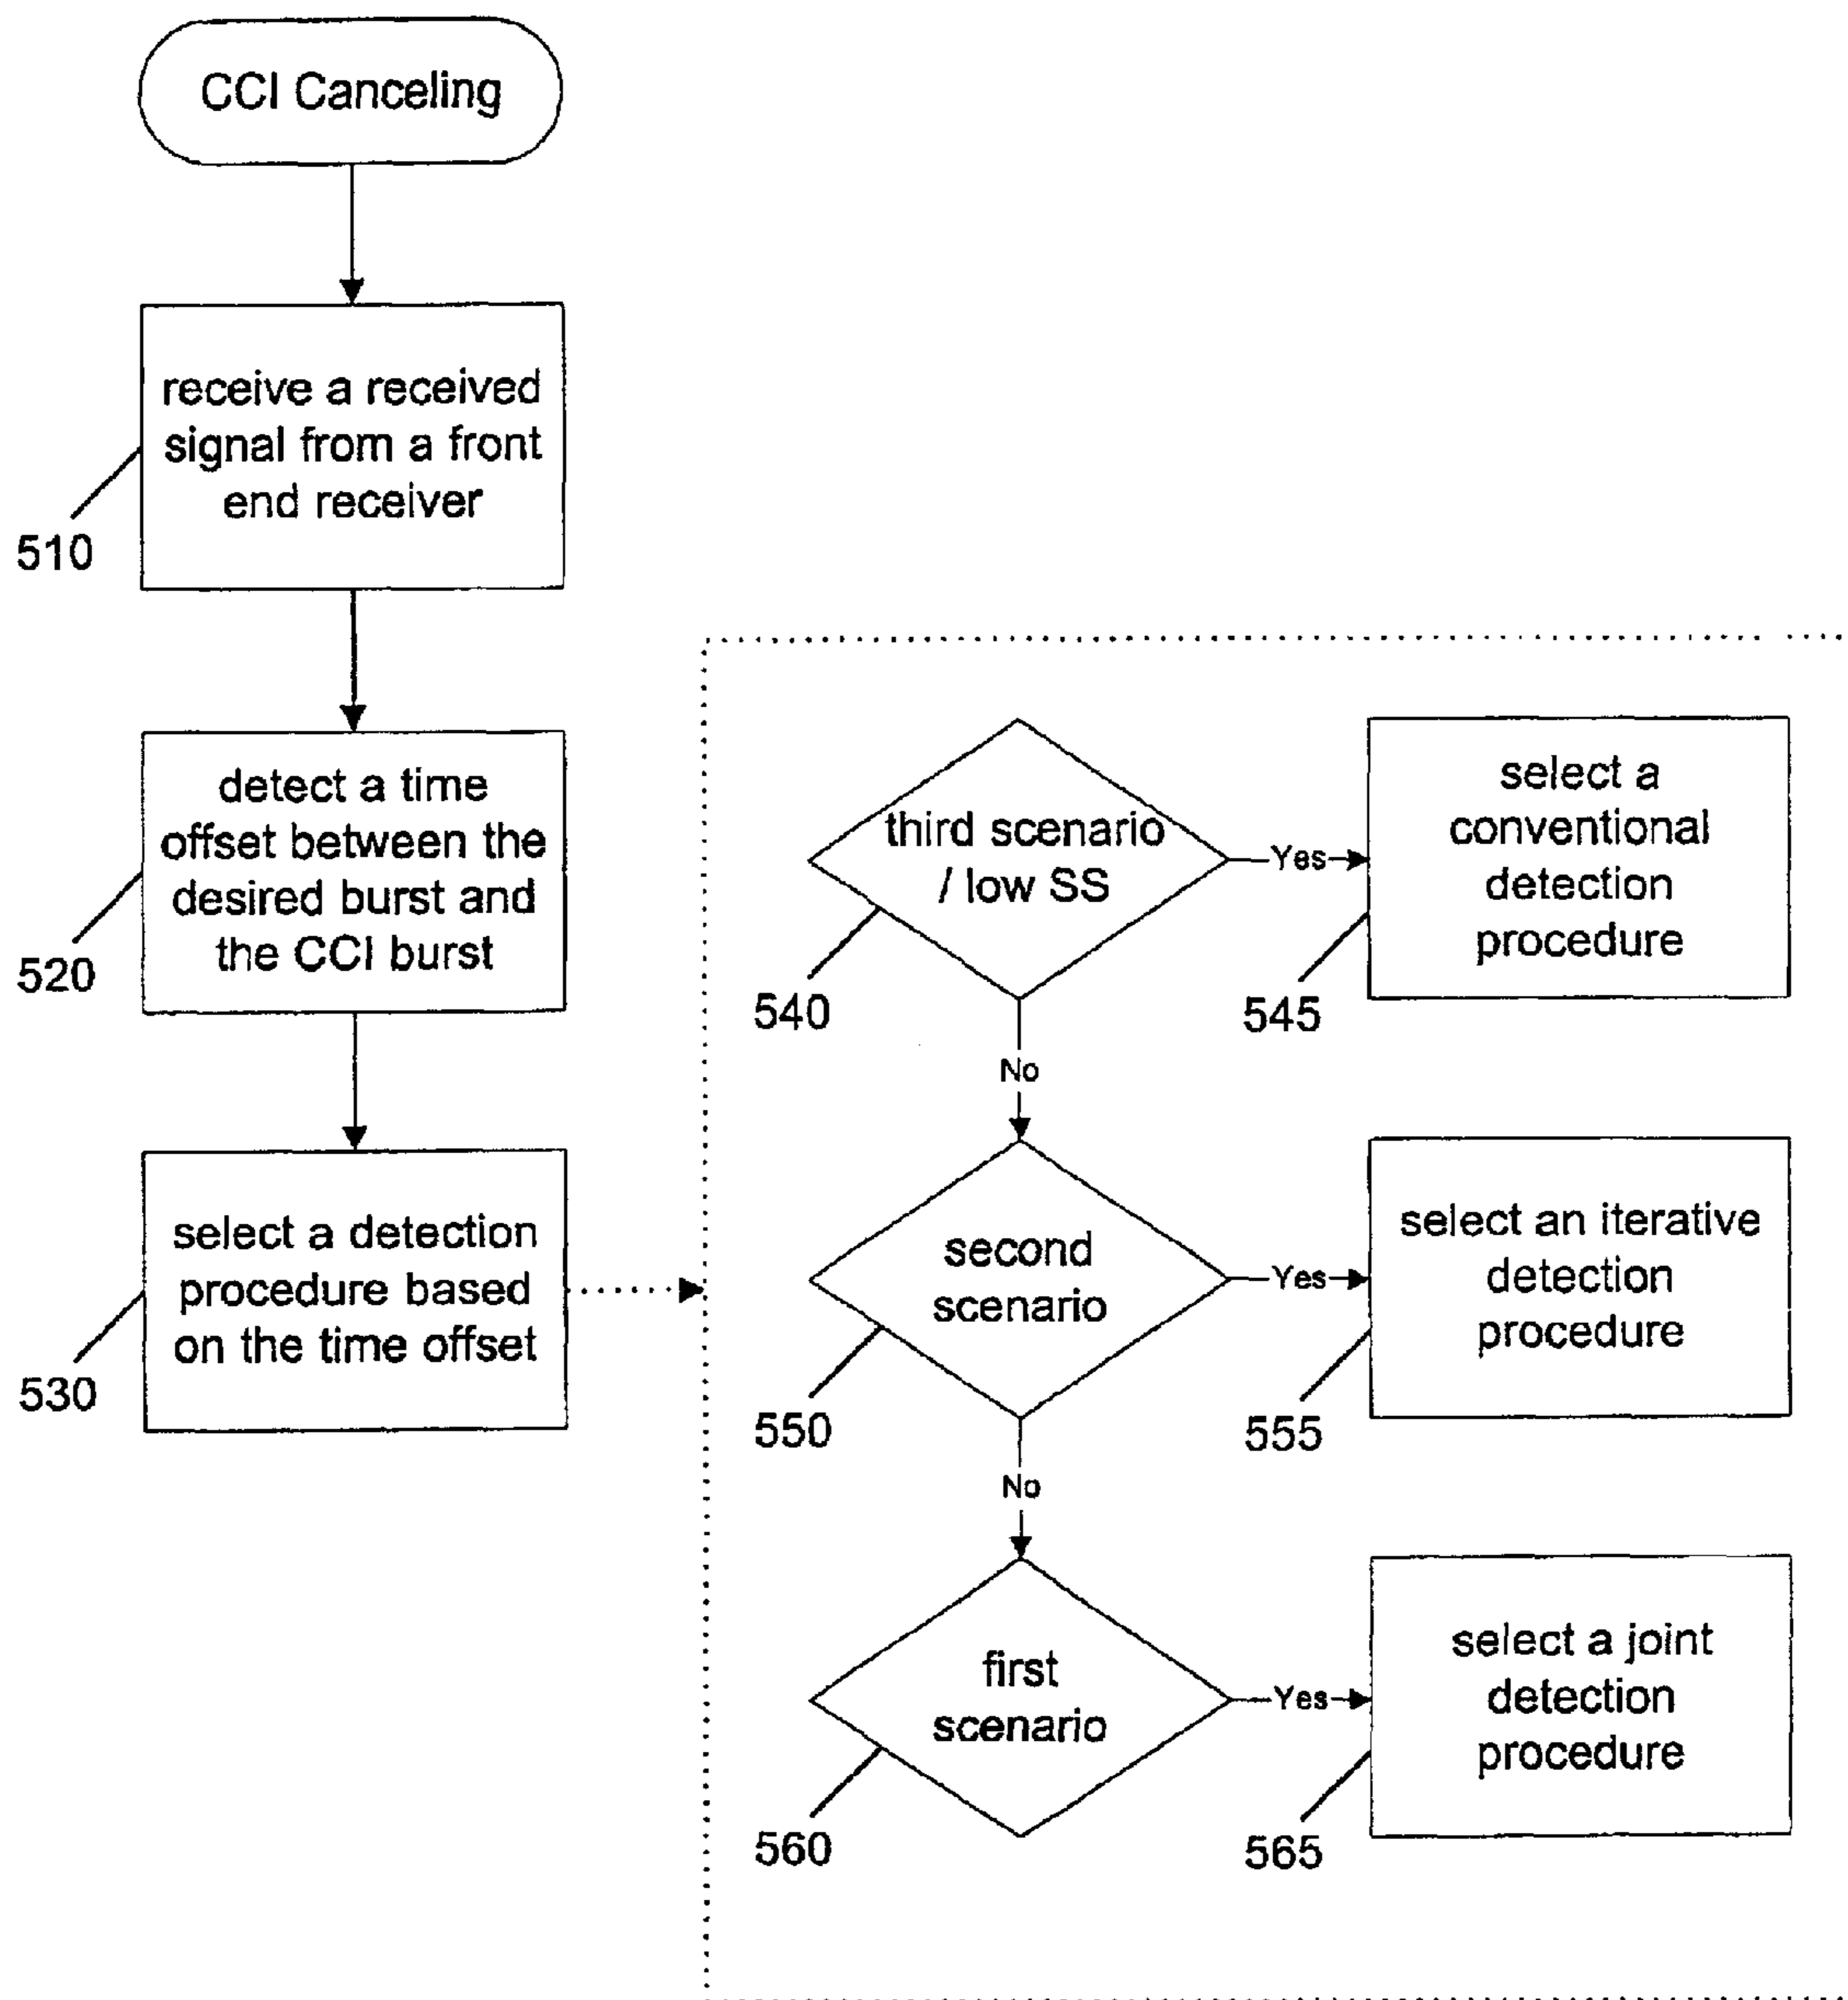 CCI Canceling
receive a received
signal from a front
end receiver
510
detect a time
offset between the
desired burst and
the CCI burst
520
select a detection
procedure based
on the time offset
530
third scenario
/ low SS
540
Yes
select a
conventional
detection
procedure
545
No
second
scenario
550
Yes
select an iterative
detection
procedure
555
No
first
scenario
560
Yes
select a joint
detection
procedure
565